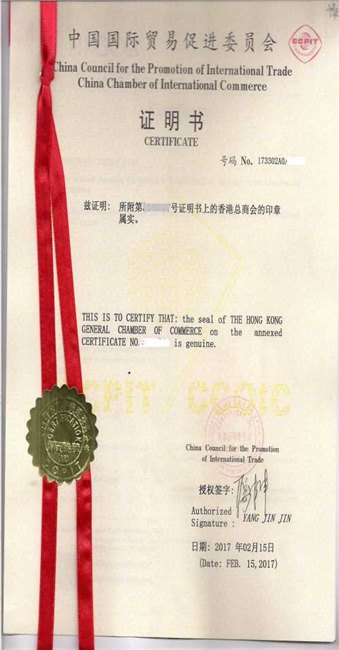 中国国际贸易促进委员会
CCPIT
China Council for the Promotion of International Trade
China Chamber of International Commerce
证明书
CERTIFICATE
号码 No. 173302A0/
兹证明: 所附第 号证明书上的香港总商会的印章
属实。
THIS IS TO CERTIFY THAT: the seal of THE HONG KONG
GENERAL CHAMBER OF COMMERCE on the annexed
CERTIFICATE NO. is genuine.
CCPIT / CCOIC
CCPIT
China Council for the Promotion
of International Trade
授权签字:
Authorized
Signature : YANG JIN JIN
日期: 2017 年02月15日
(Date: FEB. 15,2017)